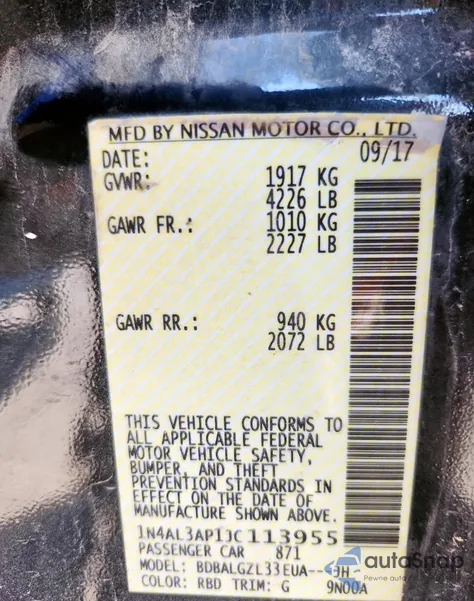 MFD BY NISSAN MOTOR CO., LTD.
DATE: 09/17
GVWR: 1917 KG
4226 LB
GAWR FR.: 1010 KG
2227 LB
GAWR RR.: 940 KG
2072 LB
THIS VEHICLE CONFORMS TO
ALL APPLICABLE FEDERAL
MOTOR VEHICLE SAFETY,
BUMPER, AND THEFT
PREVENTION STANDARDS IN
EFFECT ON THE DATE OF
MANUFACTURE SHOWN ABOVE.
1N4AL3AP1JC113955
PASSENGER CAR 871
MODEL: BDBALGZL33EUA--
COLOR: RBD TRIM: G 9N00A
autoSnap
Pewne auto